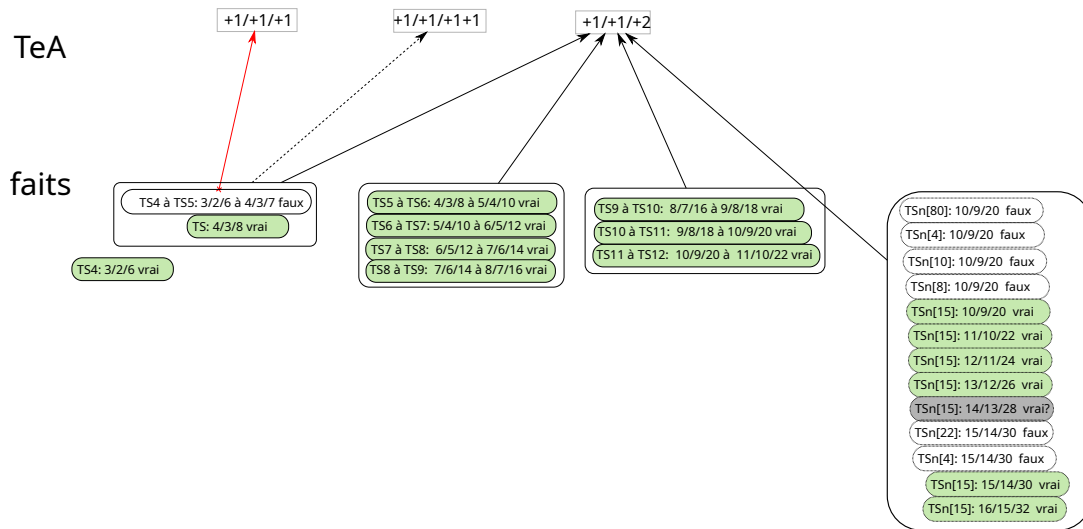 +1/+1/+1
+1/+1/+1+1
+1/+1/+2
TeA
faits
TS4 à TS5: 3/2/6 à 4/3/7 faux
TS: 4/3/8 vrai
TS4: 3/2/6 vrai
TS5 à TS6: 4/3/8 à 5/4/10 vrai
TS6 à TS7: 5/4/10 à 6/5/12 vrai
TS7 à TS8: 6/5/12 à 7/6/14 vrai
TS8 à TS9: 7/6/14 à 8/7/16 vrai
TS9 à TS10: 8/7/16 à 9/8/18 vrai
TS10 à TS11: 9/8/18 à 10/9/20 vrai
TS11 à TS12: 10/9/20 à 11/10/22 vrai
TSn[80]: 10/9/20 faux
TSn[4]: 10/9/20 faux
TSn[10]: 10/9/20 faux
TSn[8]: 10/9/20 faux
TSn[15]: 10/9/20 vrai
TSn[15]: 11/10/22 vrai
TSn[15]: 12/11/24 vrai
TSn[15]: 13/12/26 vrai
TSn[15]: 14/13/28 vrai?
TSn[22]: 15/14/30 faux
TSn[4]: 15/14/30 faux
TSn[15]: 15/14/30 vrai
TSn[15]: 16/15/32 vrai